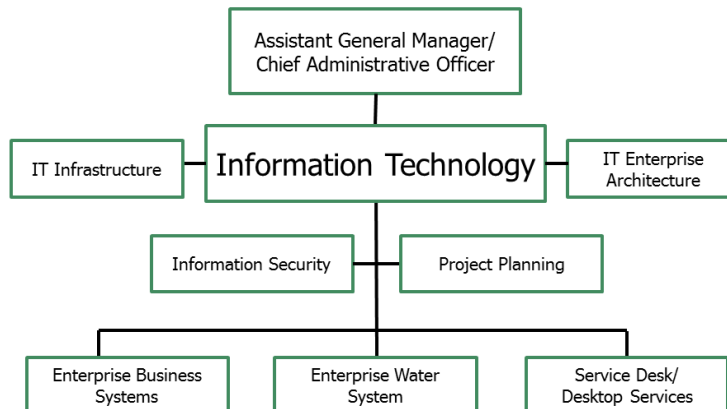 Assistant General Manager/
Chief Administrative Officer
IT Infrastructure
Information Technology
IT Enterprise
Architecture
Information Security
Project Planning
Enterprise Business
Systems
Enterprise Water
System
Service Desk/
Desktop Services